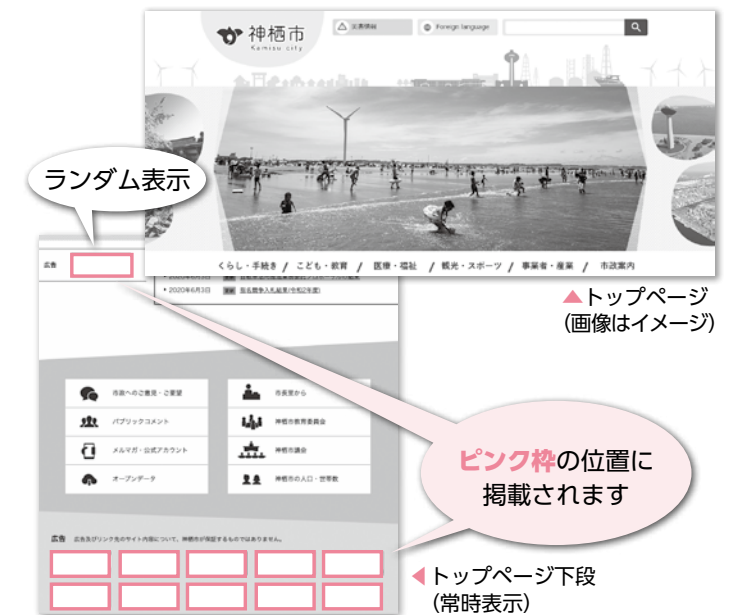 神栖市
Kamisu city
災害情報
Foreign language
ランダム表示
広告
くらし・手続き / こども・教育 / 医療・福祉 / 観光・スポーツ / 事業者・産業 / 市政案内
2020年6月3日
2020年6月3日 指名競争入札結果(令和2年度)
▲トップページ
(画像はイメージ)
市政へのご意見・ご要望
市長室から
パブリックコメント
神栖市教育委員会
メルマガ・公式アカウント
神栖市議会
オープンデータ
神栖市の人口・世帯数
ピンク枠の位置に
掲載されます
広告 広告及びリンク先のサイト内容について、神栖市が保証するものではありません。
◀トップページ下段
(常時表示)